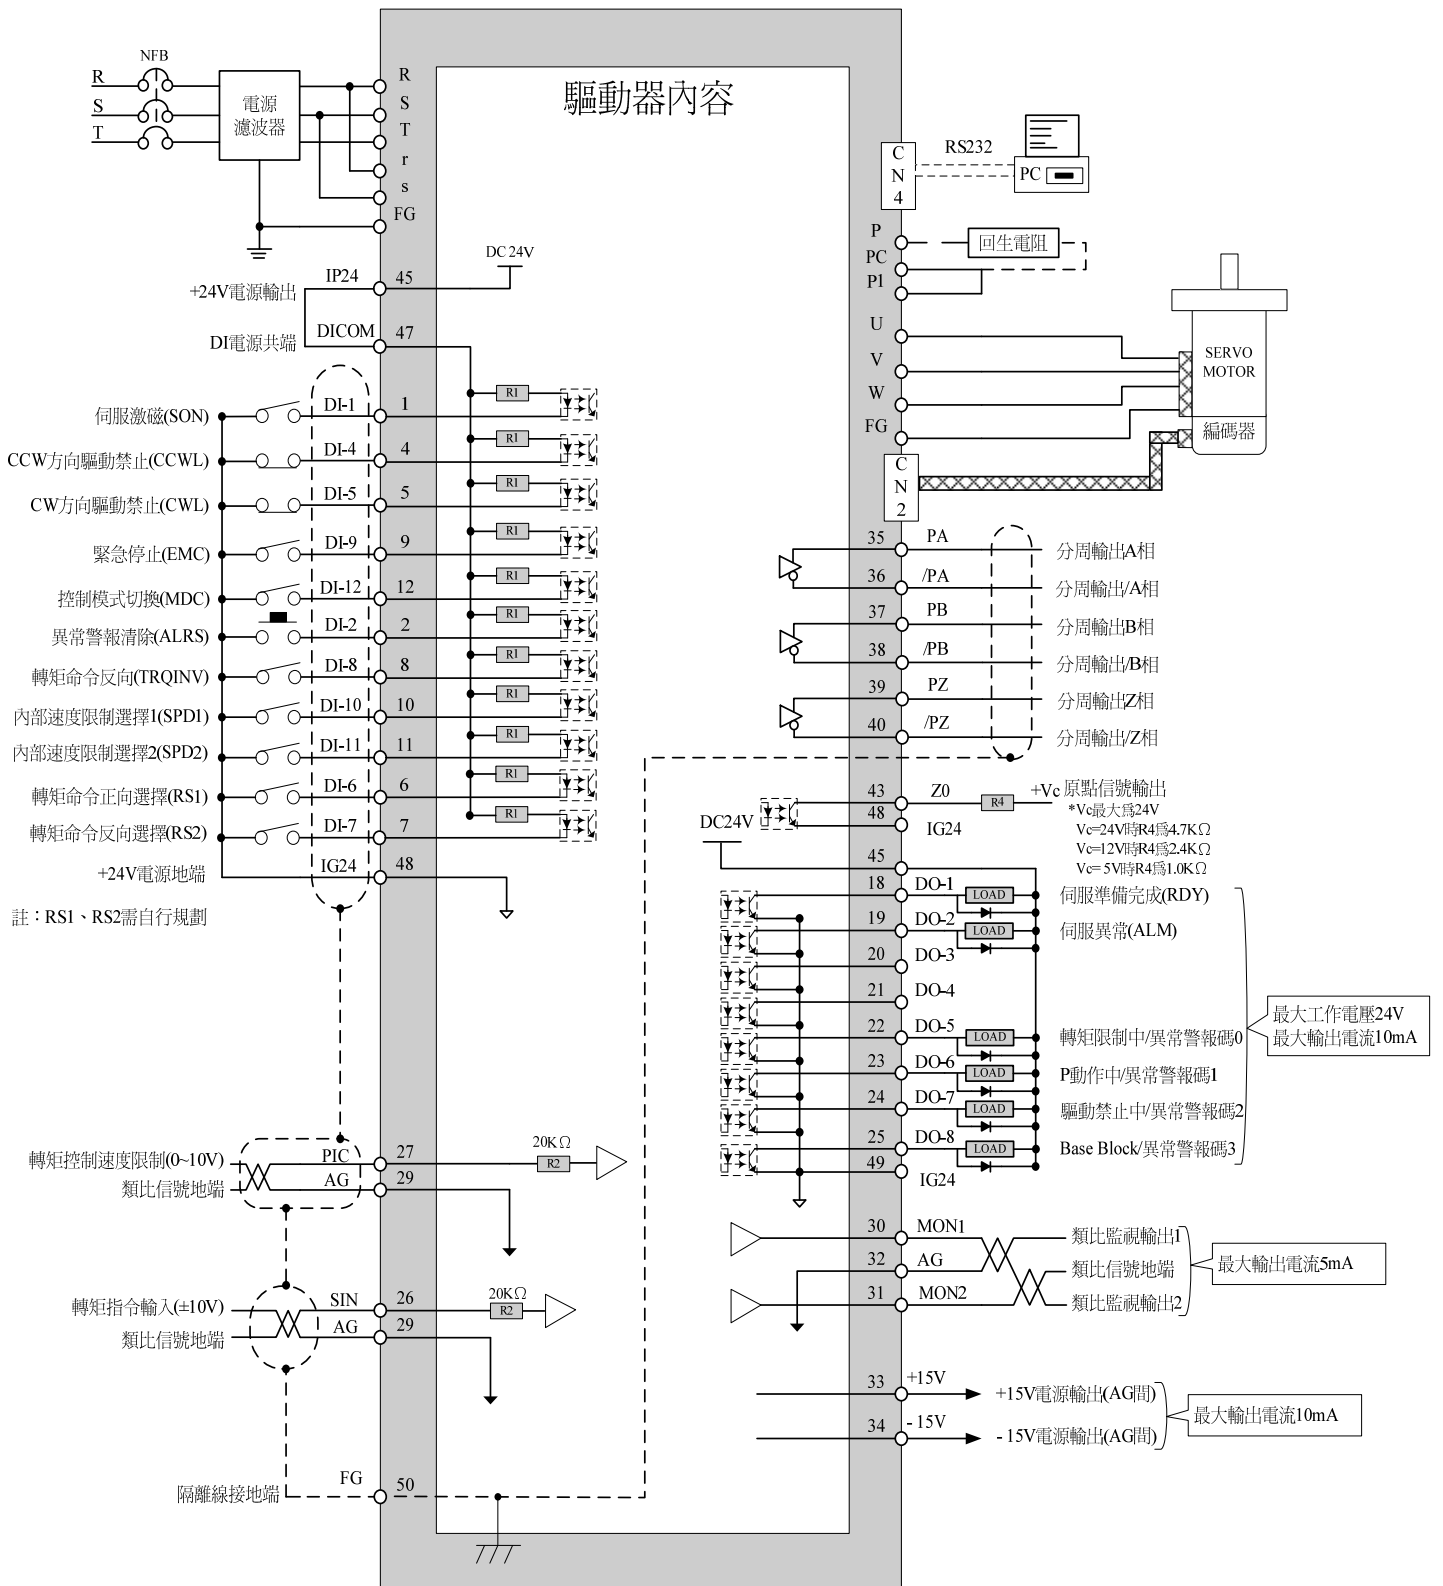 驅動器內容
NFB
R
S
T
電源
濾波器
R
S
T
r
s
FG
DC 24V
+24V電源輸出
IP24
45
DI電源共端
DICOM
47
伺服激磁(SON)
DI-1
1
R1
CCW方向驅動禁止(CCWL)
DI-4
4
R1
CW方向驅動禁止(CWL)
DI-5
5
R1
緊急停止(EMC)
DI-9
9
R1
控制模式切換(MDC)
DI-12
12
R1
異常警報清除(ALRS)
DI-2
2
R1
轉矩命令反向(TRQINV)
DI-8
8
R1
內部速度限制選擇1(SPD1)
DI-10
10
R1
內部速度限制選擇2(SPD2)
DI-11
11
R1
轉矩命令正向選擇(RS1)
DI-6
6
R1
轉矩命令反向選擇(RS2)
DI-7
7
R1
+24V電源地端
IG24
48
註：RS1、RS2需自行規劃
轉矩控制速度限制(0~10V)
PIC
27
20KΩ
R2
類比信號地端
AG
29
轉矩指令輸入(±10V)
SIN
26
20KΩ
R2
類比信號地端
AG
29
隔離線接地端
FG
50
C
N
4
RS232
PC
P
PC
P1
回生電阻
U
V
W
FG
SERVO
MOTOR
編碼器
C
N
2
35
PA
分周輸出A相
36
/PA
分周輸出/A相
37
PB
分周輸出B相
38
/PB
分周輸出/B相
39
PZ
分周輸出Z相
40
/PZ
分周輸出/Z相
43
Z0
R4
+Vc 原點信號輸出
*Vc最大為24V
Vc=24V時R4為4.7KΩ
Vc=12V時R4為2.4KΩ
Vc= 5V時R4為1.0KΩ
48
IG24
DC24V
45
18
DO-1
LOAD
伺服準備完成(RDY)
19
DO-2
LOAD
伺服異常(ALM)
20
DO-3
21
DO-4
22
DO-5
LOAD
轉矩限制中/異常警報碼0
23
DO-6
LOAD
P動作中/異常警報碼1
24
DO-7
LOAD
驅動禁止中/異常警報碼2
25
DO-8
LOAD
Base Block/異常警報碼3
49
IG24
最大工作電壓24V
最大輸出電流10mA
30
MON1
類比監視輸出1
32
AG
類比信號地端
31
MON2
類比監視輸出2
最大輸出電流5mA
33
+15V
+15V電源輸出(AG間)
34
- 15V
- 15V電源輸出(AG間)
最大輸出電流10mA